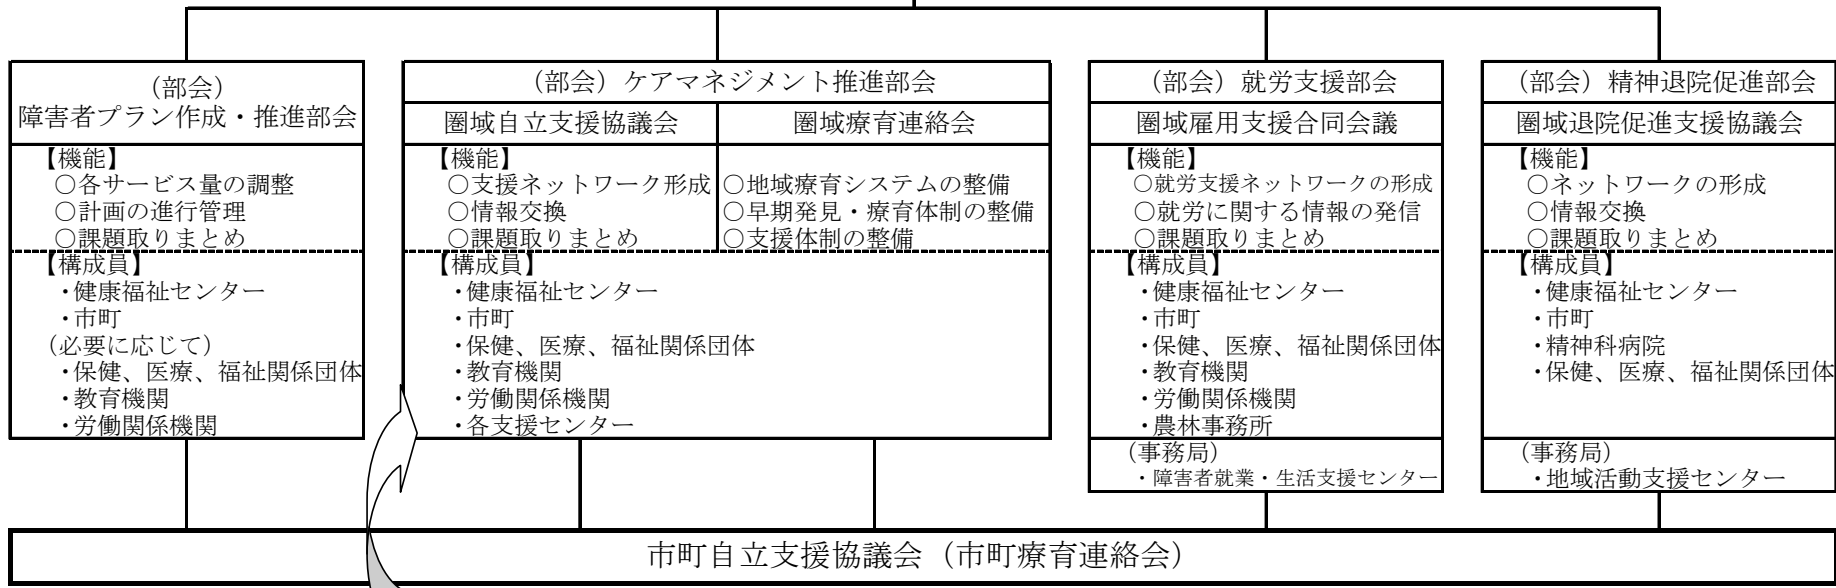 (部会)
障害者プラン作成・推進部会
【機能】
○各サービス量の調整
○計画の進行管理
○課題取りまとめ
【構成員】
・健康福祉センター
・市町
(必要に応じて)
・保健、医療、福祉関係団体
・教育機関
・労働関係機関
(部会) ケアマネジメント推進部会
圏域自立支援協議会
圏域療育連絡会
【機能】
○支援ネットワーク形成
○情報交換
○課題取りまとめ
○地域療育システムの整備
○早期発見・療育体制の整備
○支援体制の整備
【構成員】
・健康福祉センター
・市町
・保健、医療、福祉関係団体
・教育機関
・労働関係機関
・各支援センター
(部会) 就労支援部会
圏域雇用支援合同会議
【機能】
○就労支援ネットワークの形成
○就労に関する情報の発信
○課題取りまとめ
【構成員】
・健康福祉センター
・市町
・保健、医療、福祉関係団体
・教育機関
・労働関係機関
・農林事務所
(事務局)
・障害者就業・生活支援センター
(部会) 精神退院促進部会
圏域退院促進支援協議会
【機能】
○ネットワークの形成
○情報交換
○課題取りまとめ
【構成員】
・健康福祉センター
・市町
・精神科病院
・保健、医療、福祉関係団体
(事務局)
・地域活動支援センター
市町自立支援協議会(市町療育連絡会)